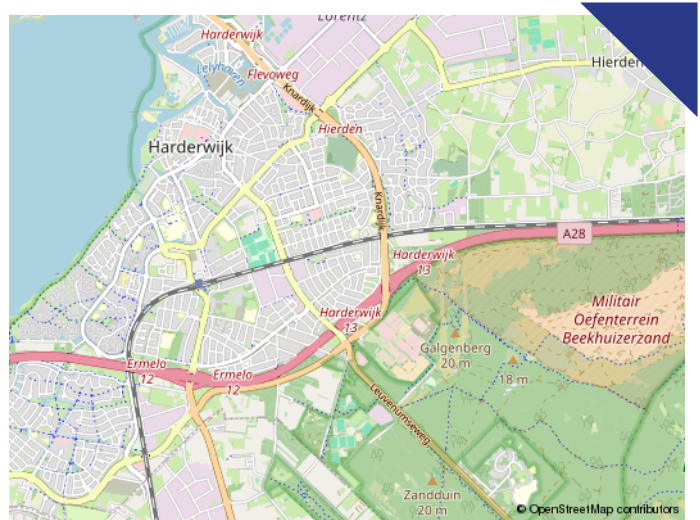 Lorentz
Harderwijk
Lelyhaven
Flevoweg
Knardijk
Hierden
Hierden
Harderwijk
Knardijk
A28
Harderwijk
13
Militair
Oefenterrein
Beekhuizerzand
Harderwijk
13
Galgenberg
20 m
18 m
Ermelo
12
Ermelo
12
Leuvenumseweg
Zandduin
20 m
© OpenStreetMap contributors